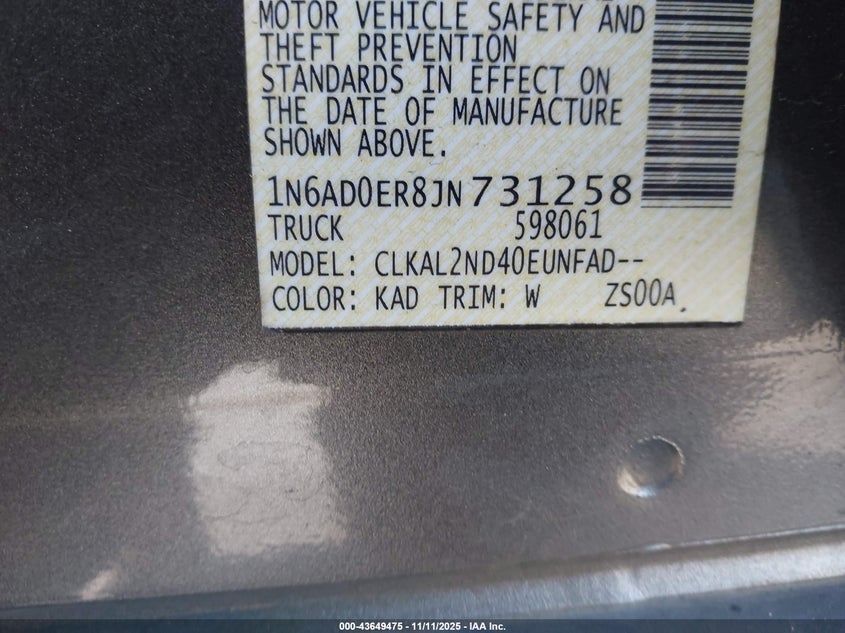 MOTOR VEHICLE SAFETY AND
THEFT PREVENTION
STANDARDS IN EFFECT ON
THE DATE OF MANUFACTURE
SHOWN ABOVE.
1N6AD0ER8JN731258
TRUCK 598061
MODEL: CLKAL2ND40EUNFAD--
COLOR: KAD TRIM: W ZS00A
000-43649475 - 11/11/2025 - IAA Inc.